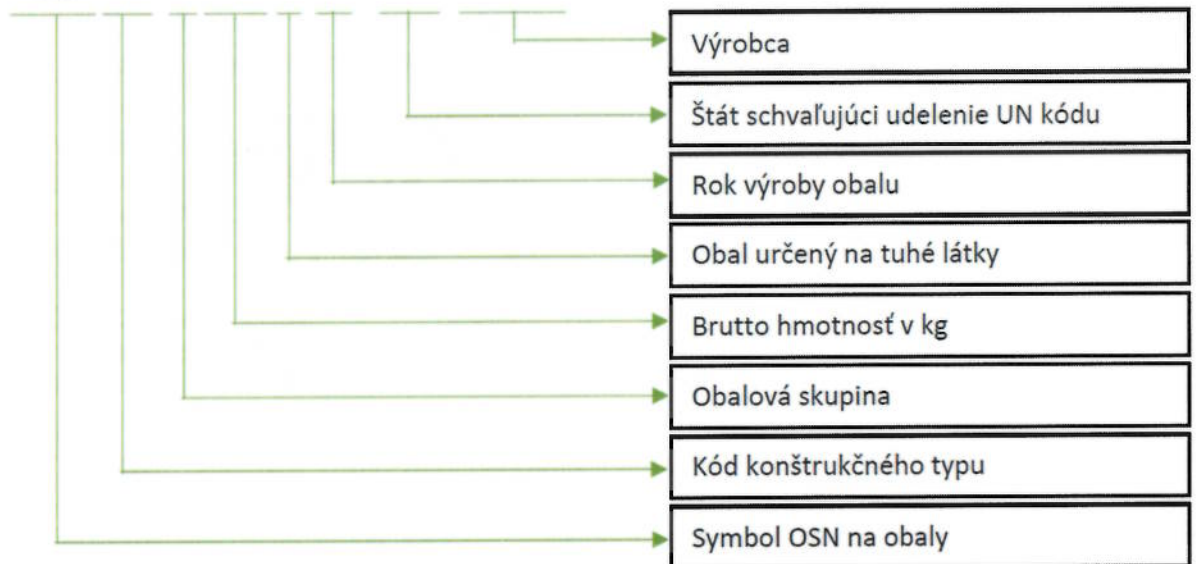 Výrobca
Štát schvaľujúci udelenie UN kódu
Rok výroby obalu
Obal určený na tuhé látky
Brutto hmotnosť v kg
Obalová skupina
Kód konštrukčného typu
Symbol OSN na obaly